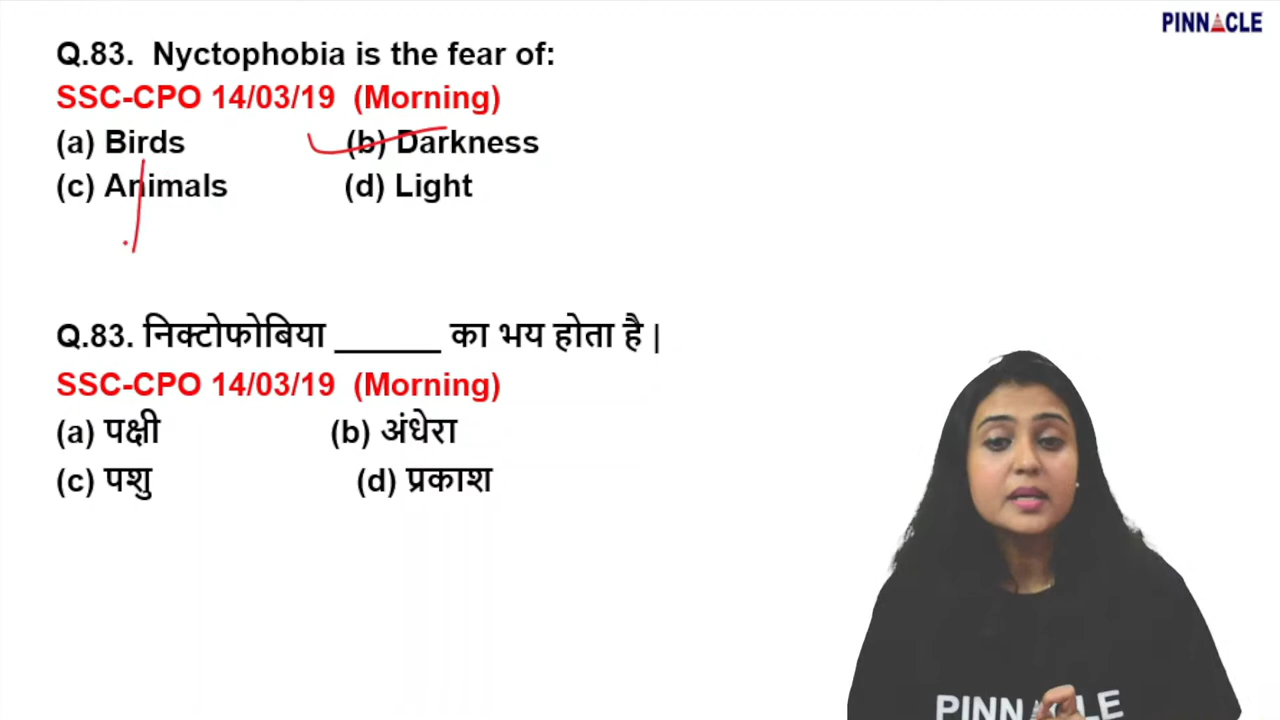 PINNACLE
Q.83. Nyctophobia is the fear of:
SSC-CPO 14/03/19 (Morning)
(a) Birds (b) Darkness
(c) Animals (d) Light
Q.83. निक्टोफोबिया ______ का भय होता है |
SSC-CPO 14/03/19 (Morning)
(a) पक्षी (b) अंधेरा
(c) पशु (d) प्रकाश
PINNACLE